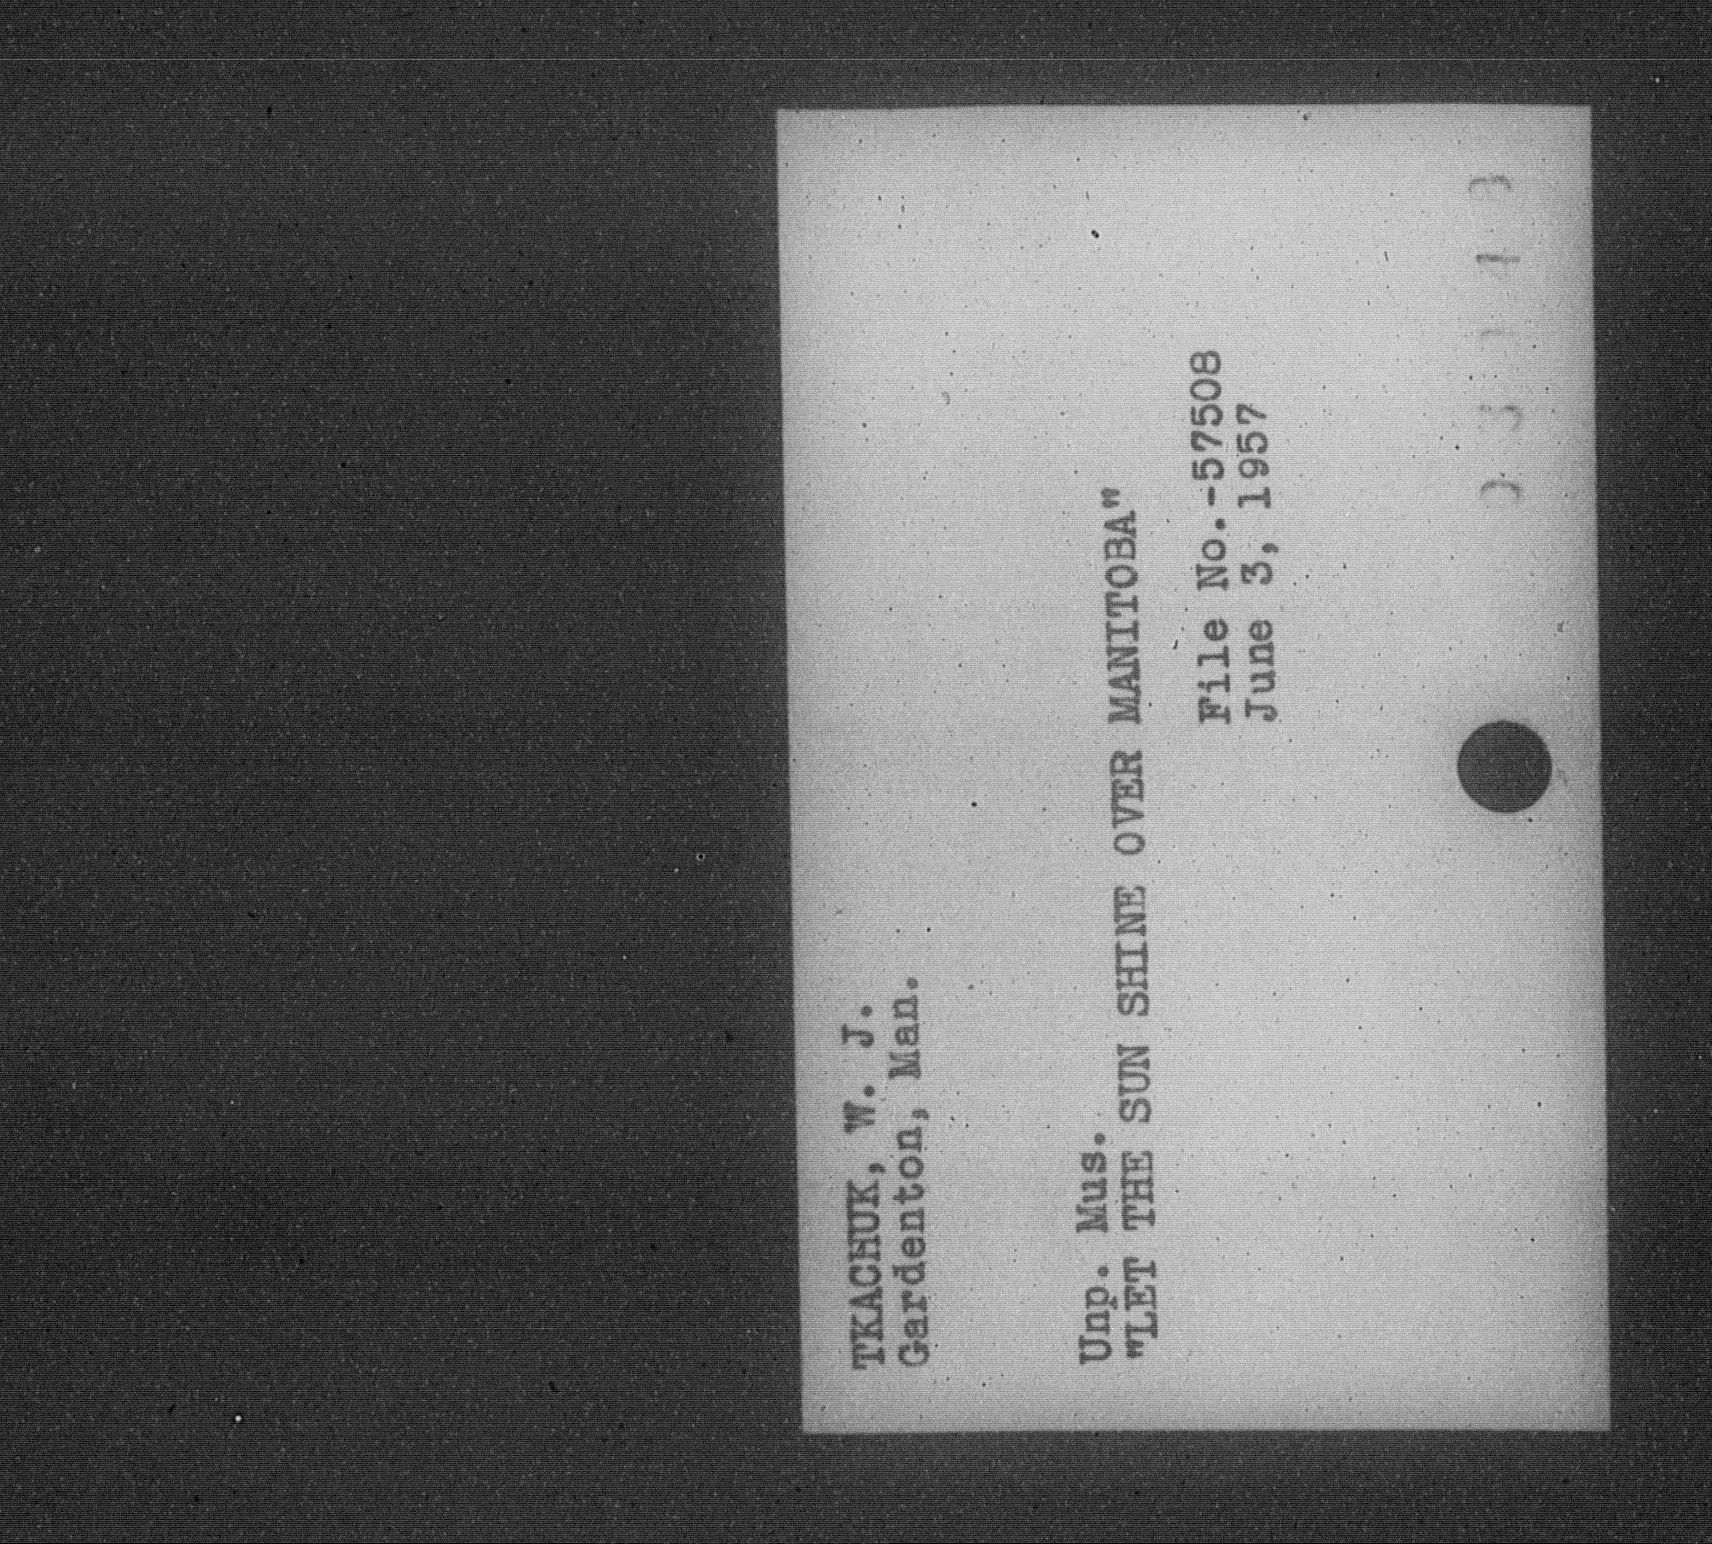 TKACHUK, W. J.
Gardenton, Man.
Unp. Mus.
"LET THE SUN SHINE OVER MANITOBA"
File No.-57508
June 3, 1957